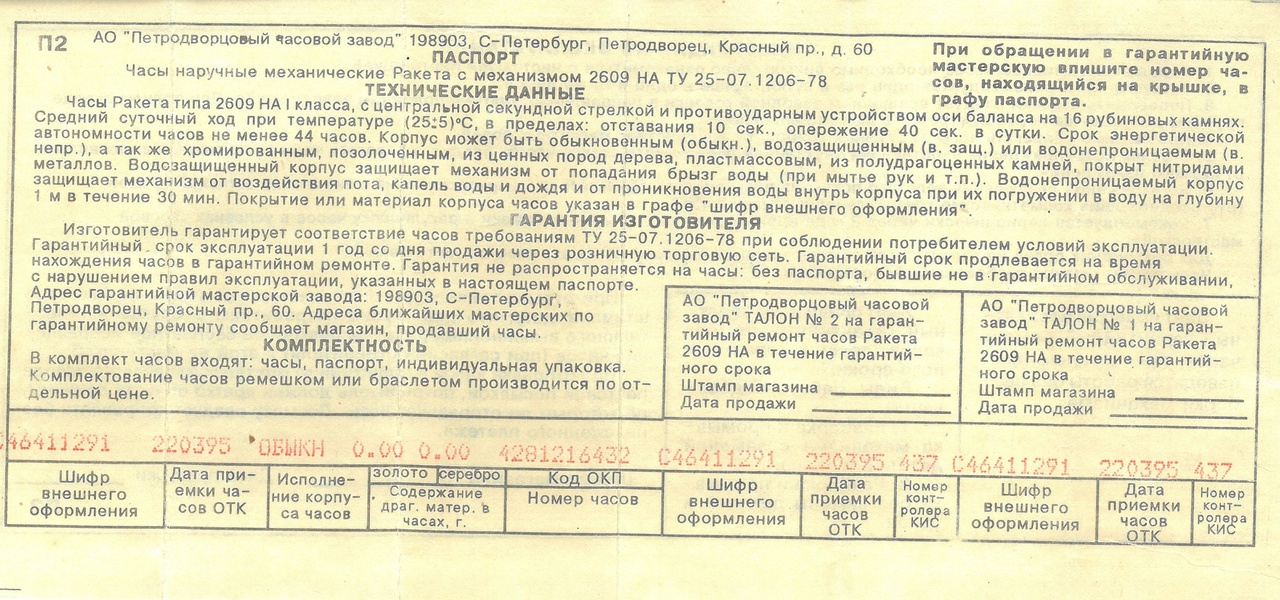 П2
АО "Петродворцовый часовой завод" 198903, С-Петербург, Петродворец, Красный пр., д. 60
ПАСПОРТ
Часы наручные механические Ракета с механизмом 2609 НА ТУ 25-07.1206-78
При обращении в гарантийную
мастерскую впишите номер ча-
сов, находящийся на крышке, в
графу паспорта.
ТЕХНИЧЕСКИЕ ДАННЫЕ
Часы Ракета типа 2609 НА I класса, с центральной секундной стрелкой и противоударным устройством оси баланса на 16 рубиновых камнях.
Средний суточный ход при температуре (25±5)°С, в пределах: отставания 10 сек., опережение 40 сек. в сутки. Срок энергетической
автономности часов не менее 44 часов. Корпус может быть обыкновенным (обыкн.), водозащищенным (в. защ.) или водонепроницаемым (в.
непр.), а так же хромированным, позолоченным, из ценных пород дерева, пластмассовым, из полудрагоценных камней, покрыт нитридами
металлов. Водозащищенный корпус защищает механизм от попадания брызг воды (при мытье рук и т.п.). Водонепроницаемый корпус
защищает механизм от воздействия пота, капель воды и дождя и от проникновения воды внутрь корпуса при их погружении в воду на глубину
1 м в течение 30 мин. Покрытие или материал корпуса часов указан в графе "шифр внешнего оформления".
ГАРАНТИЯ ИЗГОТОВИТЕЛЯ
Изготовитель гарантирует соответствие часов требованиям ТУ 25-07.1206-78 при соблюдении потребителем условий эксплуатации.
Гарантийный срок эксплуатации 1 год со дня продажи через розничную торговую сеть. Гарантийный срок продлевается на время
нахождения часов в гарантийном ремонте. Гарантия не распространяется на часы: без паспорта, бывшие не в гарантийном обслуживании,
с нарушением правил эксплуатации, указанных в настоящем паспорте.
Адрес гарантийной мастерской завода: 198903, С-Петербург,
Петродворец, Красный пр., 60. Адреса ближайших мастерских по
гарантийному ремонту сообщает магазин, продавший часы.
КОМПЛЕКТНОСТЬ
В комплект часов входят: часы, паспорт, индивидуальная упаковка.
Комплектование часов ремешком или браслетом производится по от-
дельной цене.
АО "Петродворцовый часовой
завод" ТАЛОН № 2 на гаран-
тийный ремонт часов Ракета
2609 НА в течение гарантий-
ного срока
Штамп магазина
Дата продажи
АО "Петродворцовый часовой
завод" ТАЛОН № 1 на гаран-
тийный ремонт часов Ракета
2609 НА в течение гарантий-
ного срока
Штамп магазина
Дата продажи
С46411291 220395 ОБЫКН 0.00 0.00 4281216432 С46411291 220395 437 С46411291 220395 437
Шифр
внешнего
оформления
Дата при-
емки ча-
сов ОТК
Исполне-
ние корпу-
са часов
золото серебро
Содержание
драг. матер. в
часах, г.
Код ОКП
Номер часов
Шифр
внешнего
оформления
Дата
приемки
часов
ОТК
Номер
конт-
ролера
КИС
Шифр
внешнего
оформления
Дата
приемки
часов
ОТК
Номер
конт-
ролера
КИС